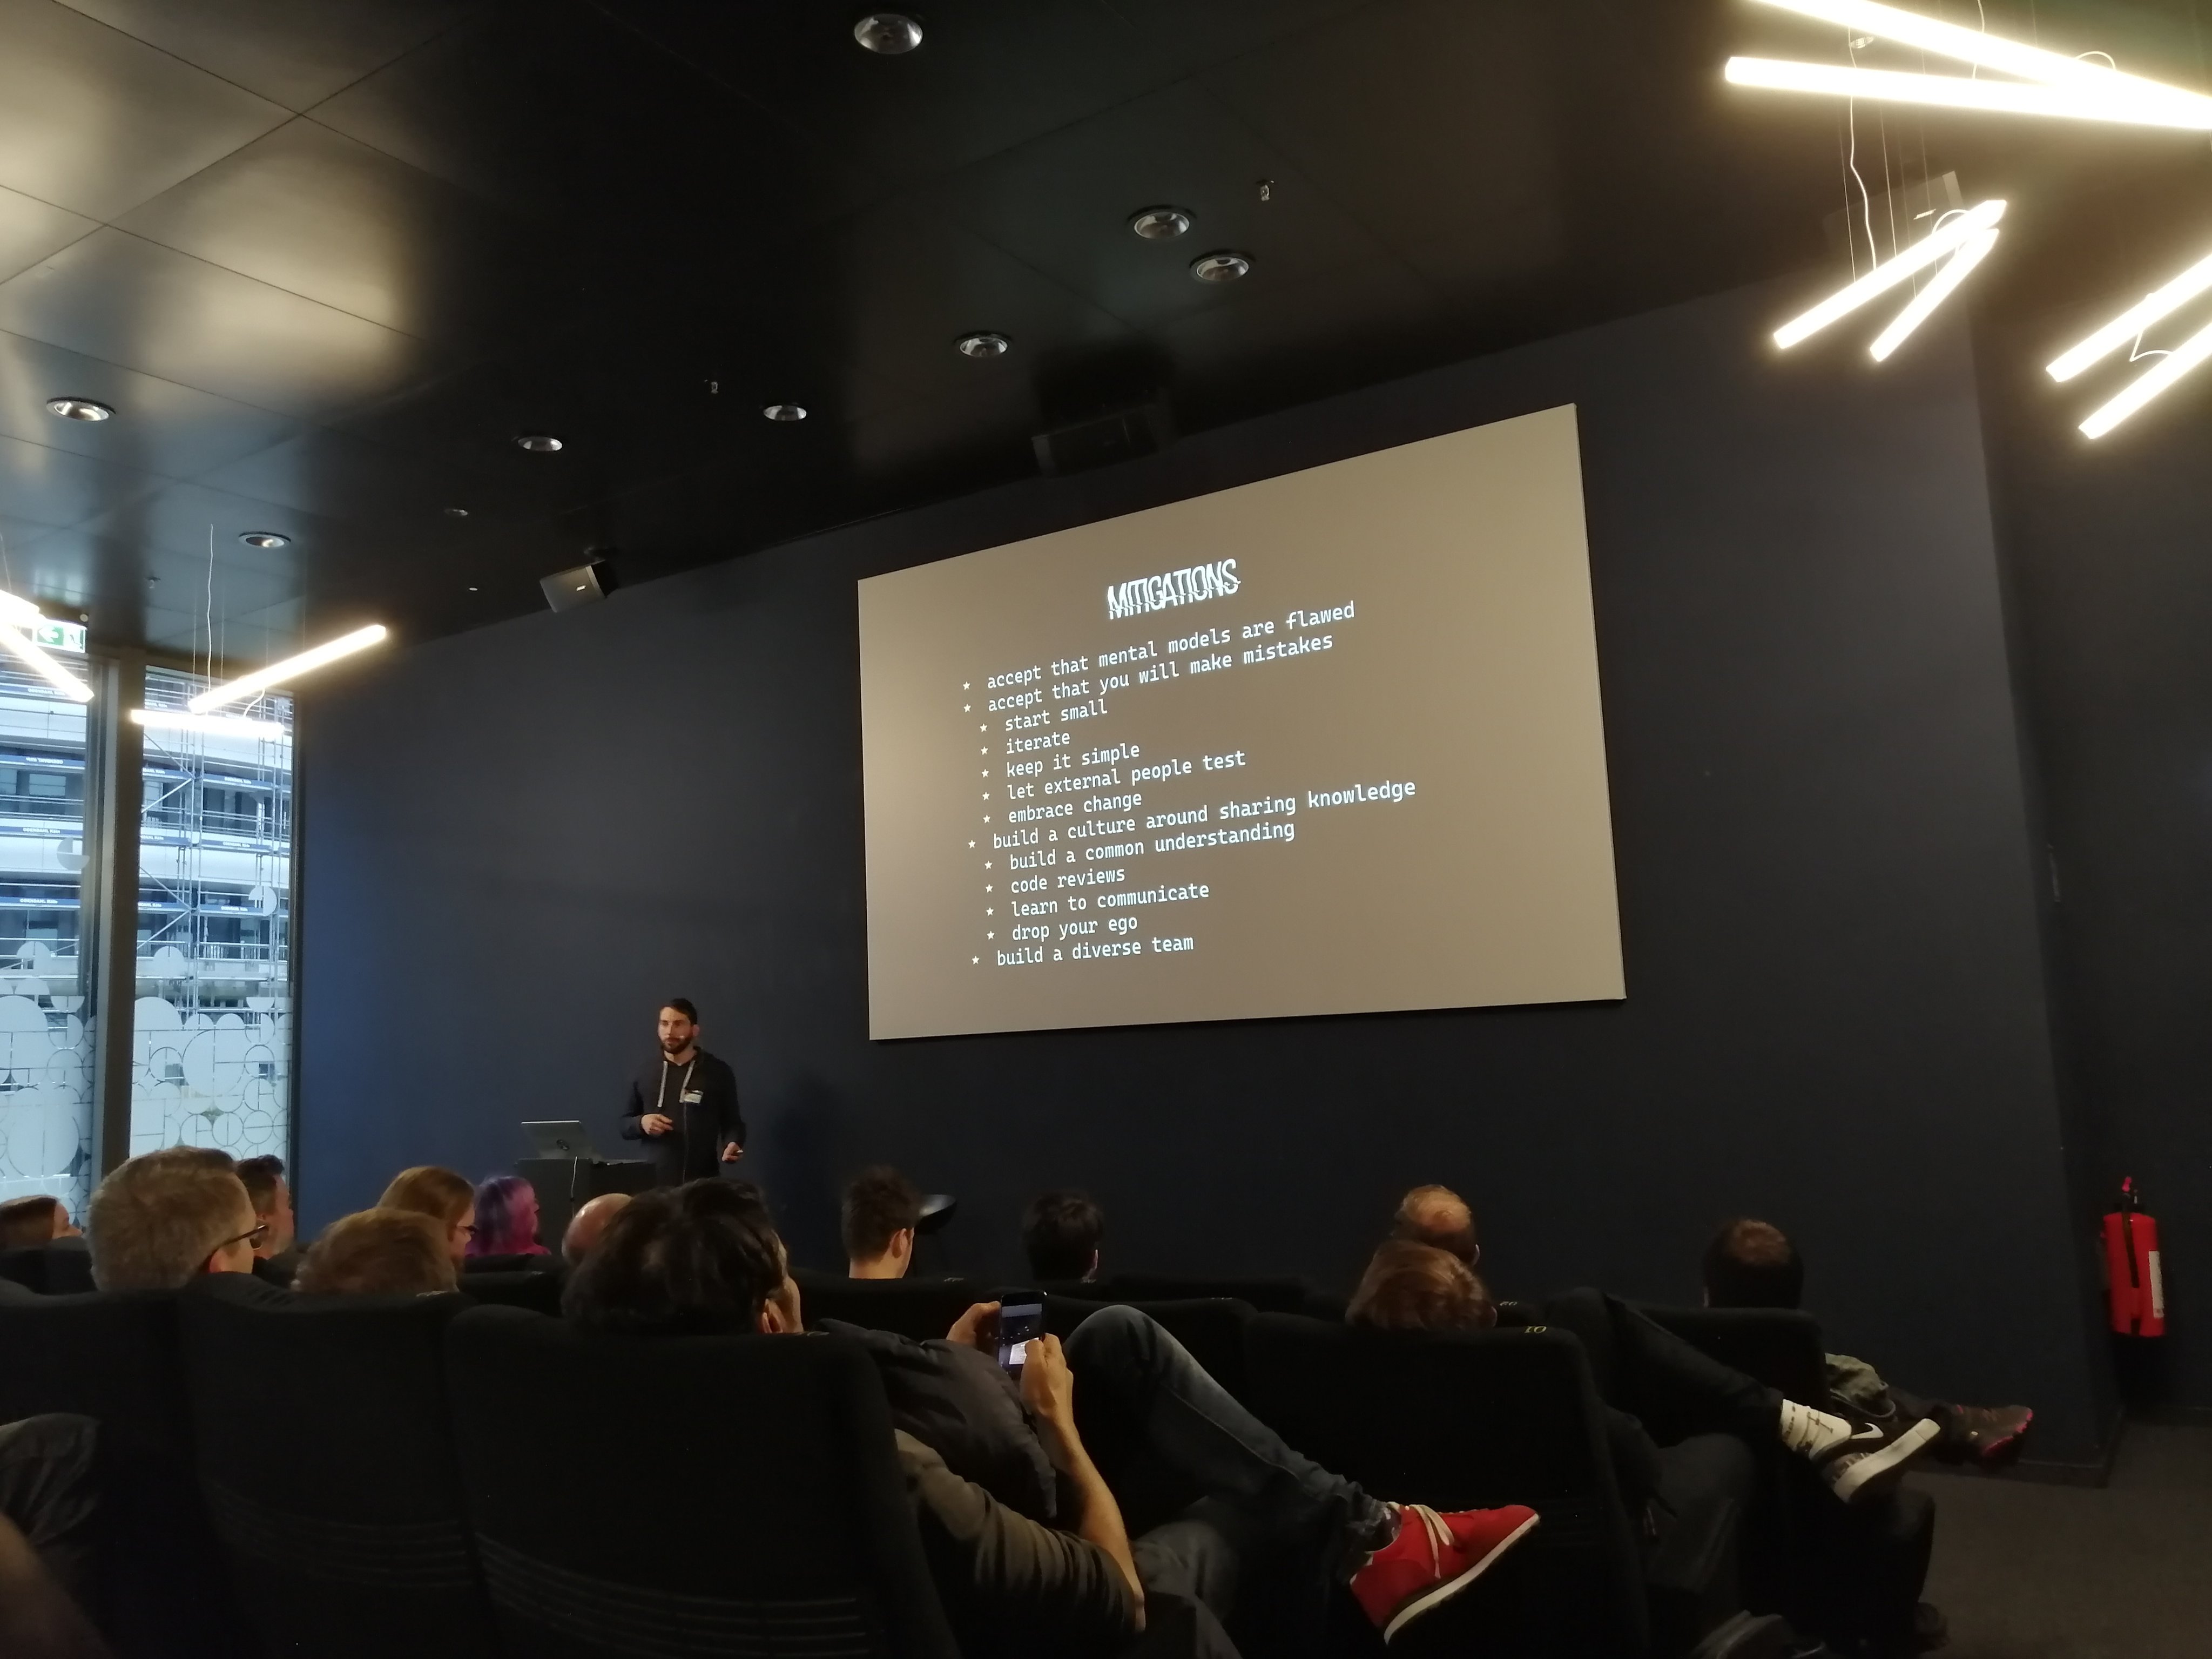 MITIGATIONS
* accept that mental models are flawed
* accept that you will make mistakes
* start small
* iterate
* keep it simple
* let external people test
* embrace change
* build a culture around sharing knowledge
* build a common understanding
* code reviews
* learn to communicate
* drop your ego
* build a diverse team